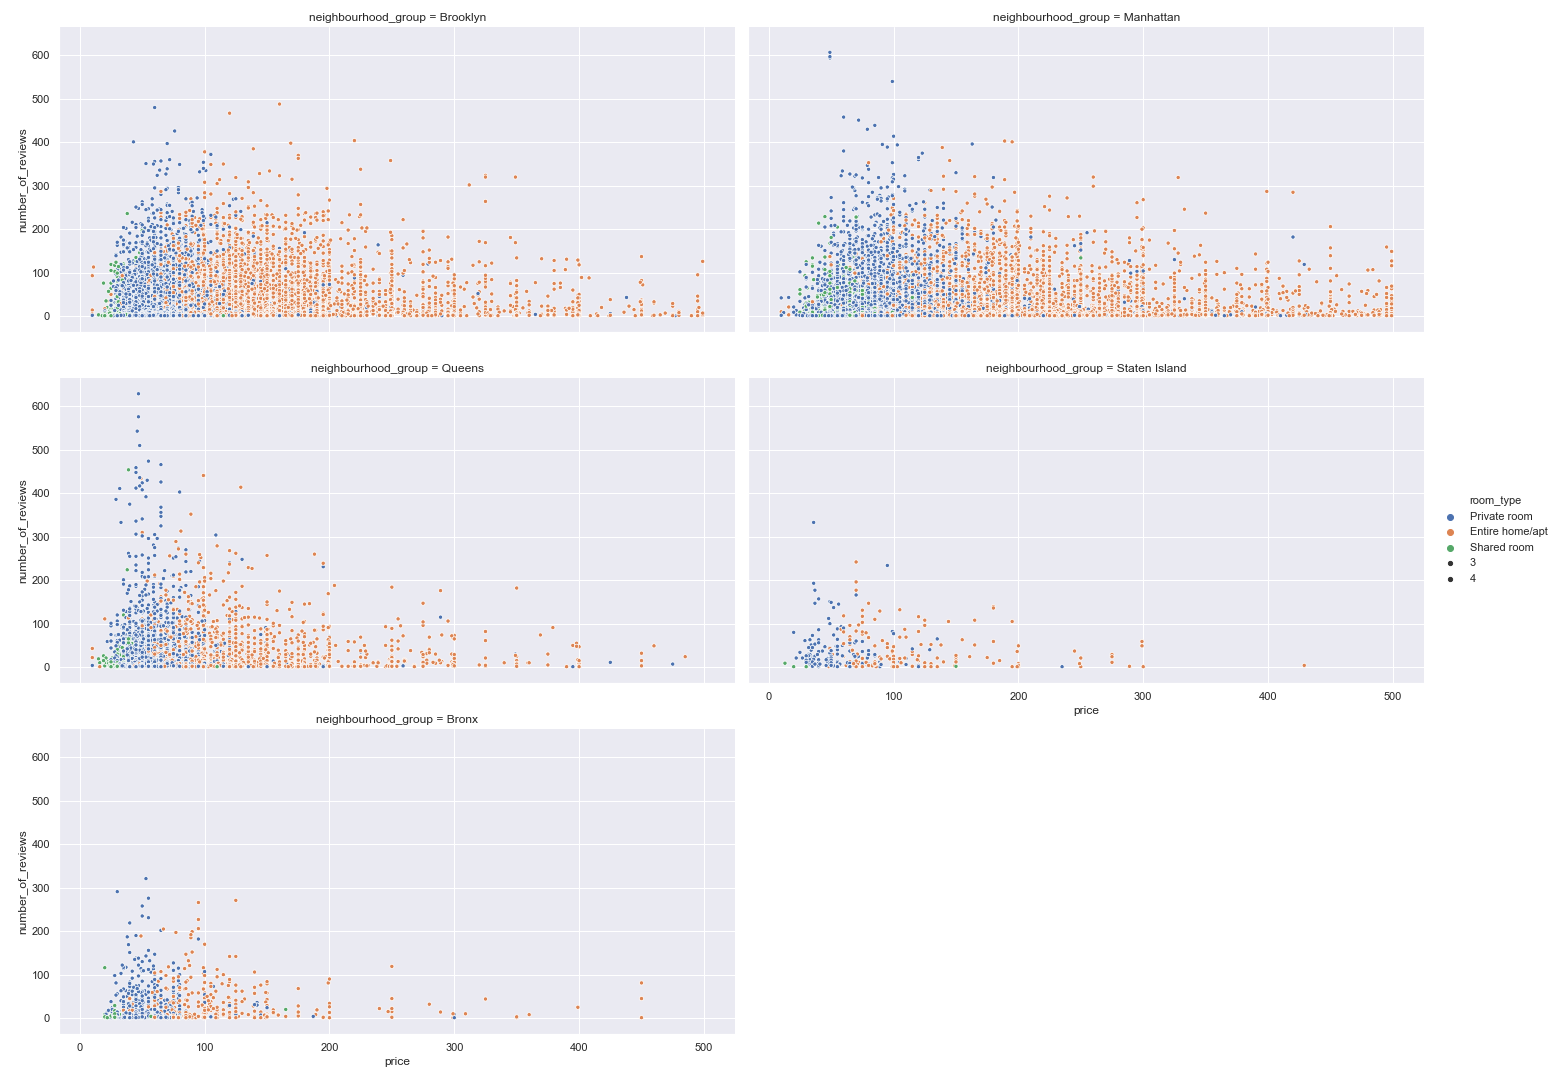 neighbourhood_group = Brooklyn
neighbourhood_group = Manhattan
600
500
400
300
200
100
0
number_of_reviews
neighbourhood_group = Queens
neighbourhood_group = Staten Island
600
500
400
300
200
100
0
number_of_reviews
0 100 200 300 400 500
price
room_type
Private room
Entire home/apt
Shared room
3
4
neighbourhood_group = Bronx
600
500
400
300
200
100
0
number_of_reviews
0 100 200 300 400 500
price